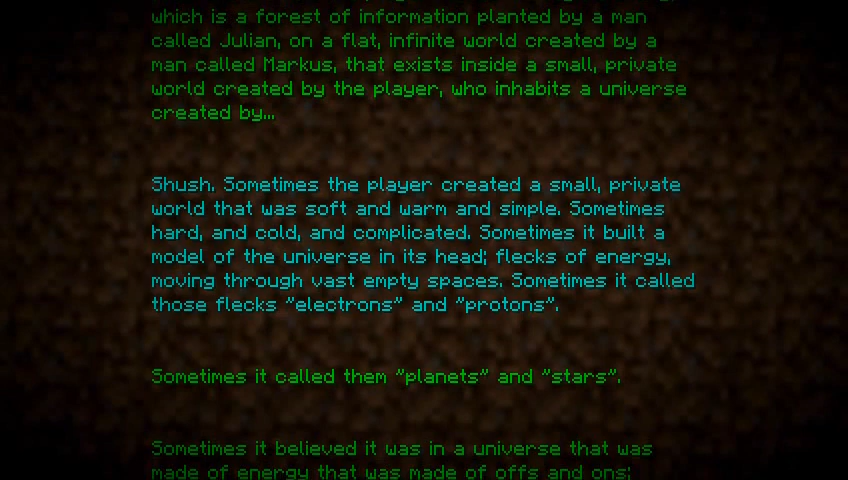 which is a forest of information planted by a man
called Julian, on a flat, infinite world created by a
man called Markus, that exists inside a small, private
world created by the player, who inhabits a universe
created by...
Shush. Sometimes the player created a small, private
world that was soft and warm and simple. Sometimes
hard, and cold, and complicated. Sometimes it built a
model of the universe in its head; flecks of energy,
moving through vast empty spaces. Sometimes it called
those flecks "electrons" and "protons".
Sometimes it called them "planets" and "stars".
Sometimes it believed it was in a universe that was
made of energy that was made of offs and ons;